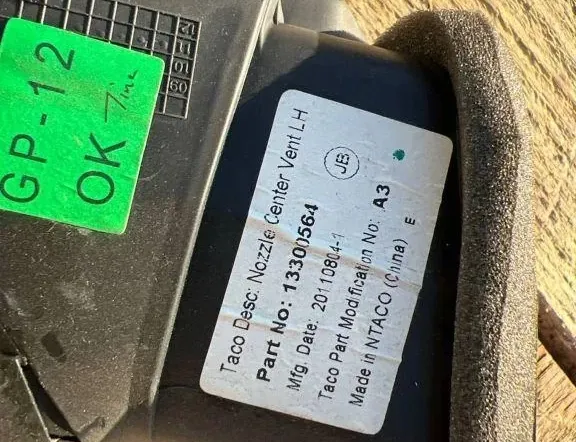 GP-12
OK
Taco Desc: Nozzle Center Vent LH
Part No: 13300564
Mfg. Date: 20110804-1
Taco Part Modification No: A3
Made in NTACO (China) E
JB